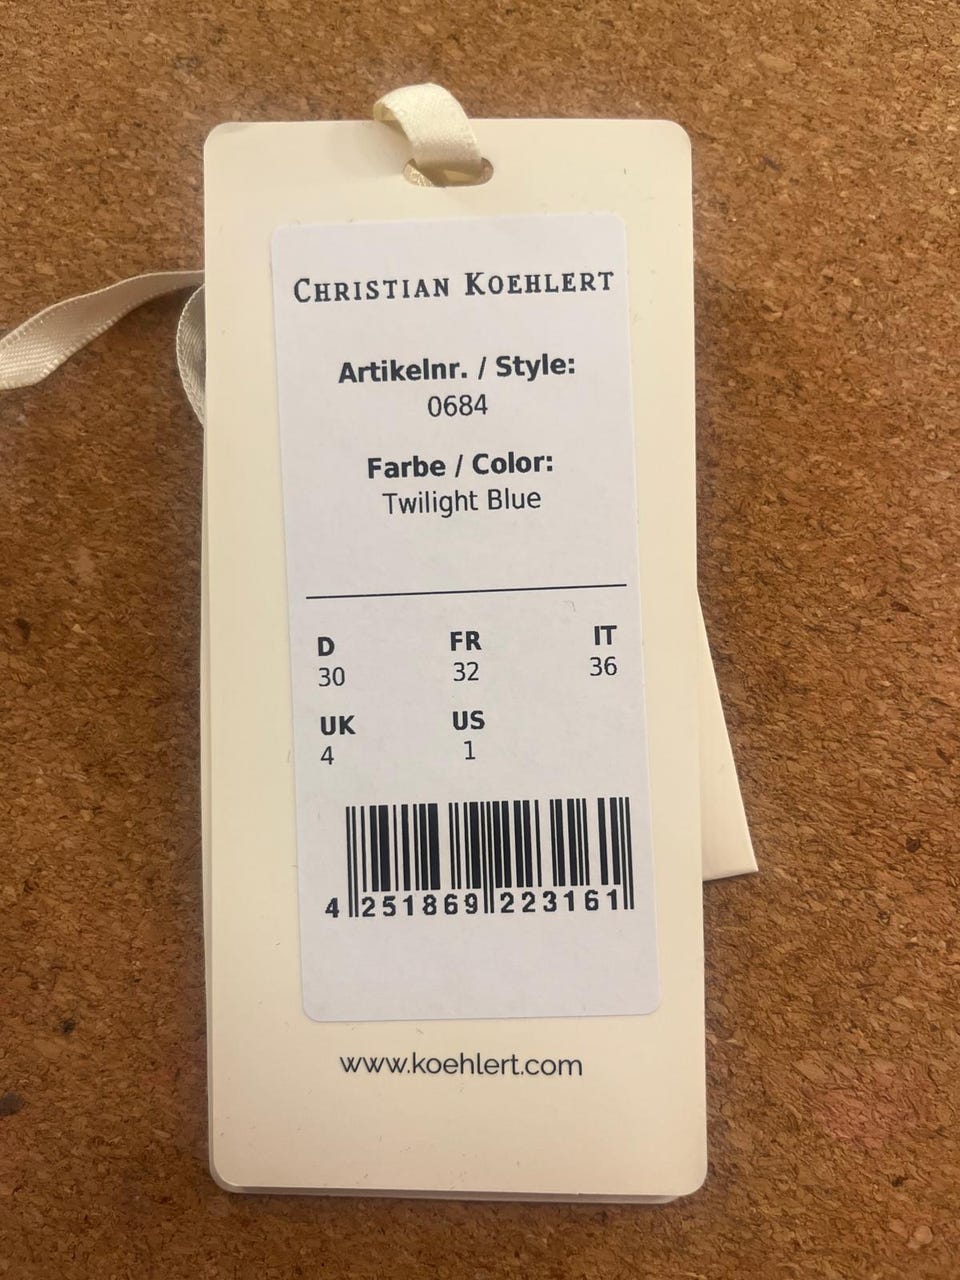 CHRISTIAN KOEHLERT
Artikelnr. / Style:
0684
Farbe / Color:
Twilight Blue
D FR IT
30 32 36
UK US
4 1
4 251869 223161
www.koehlert.com